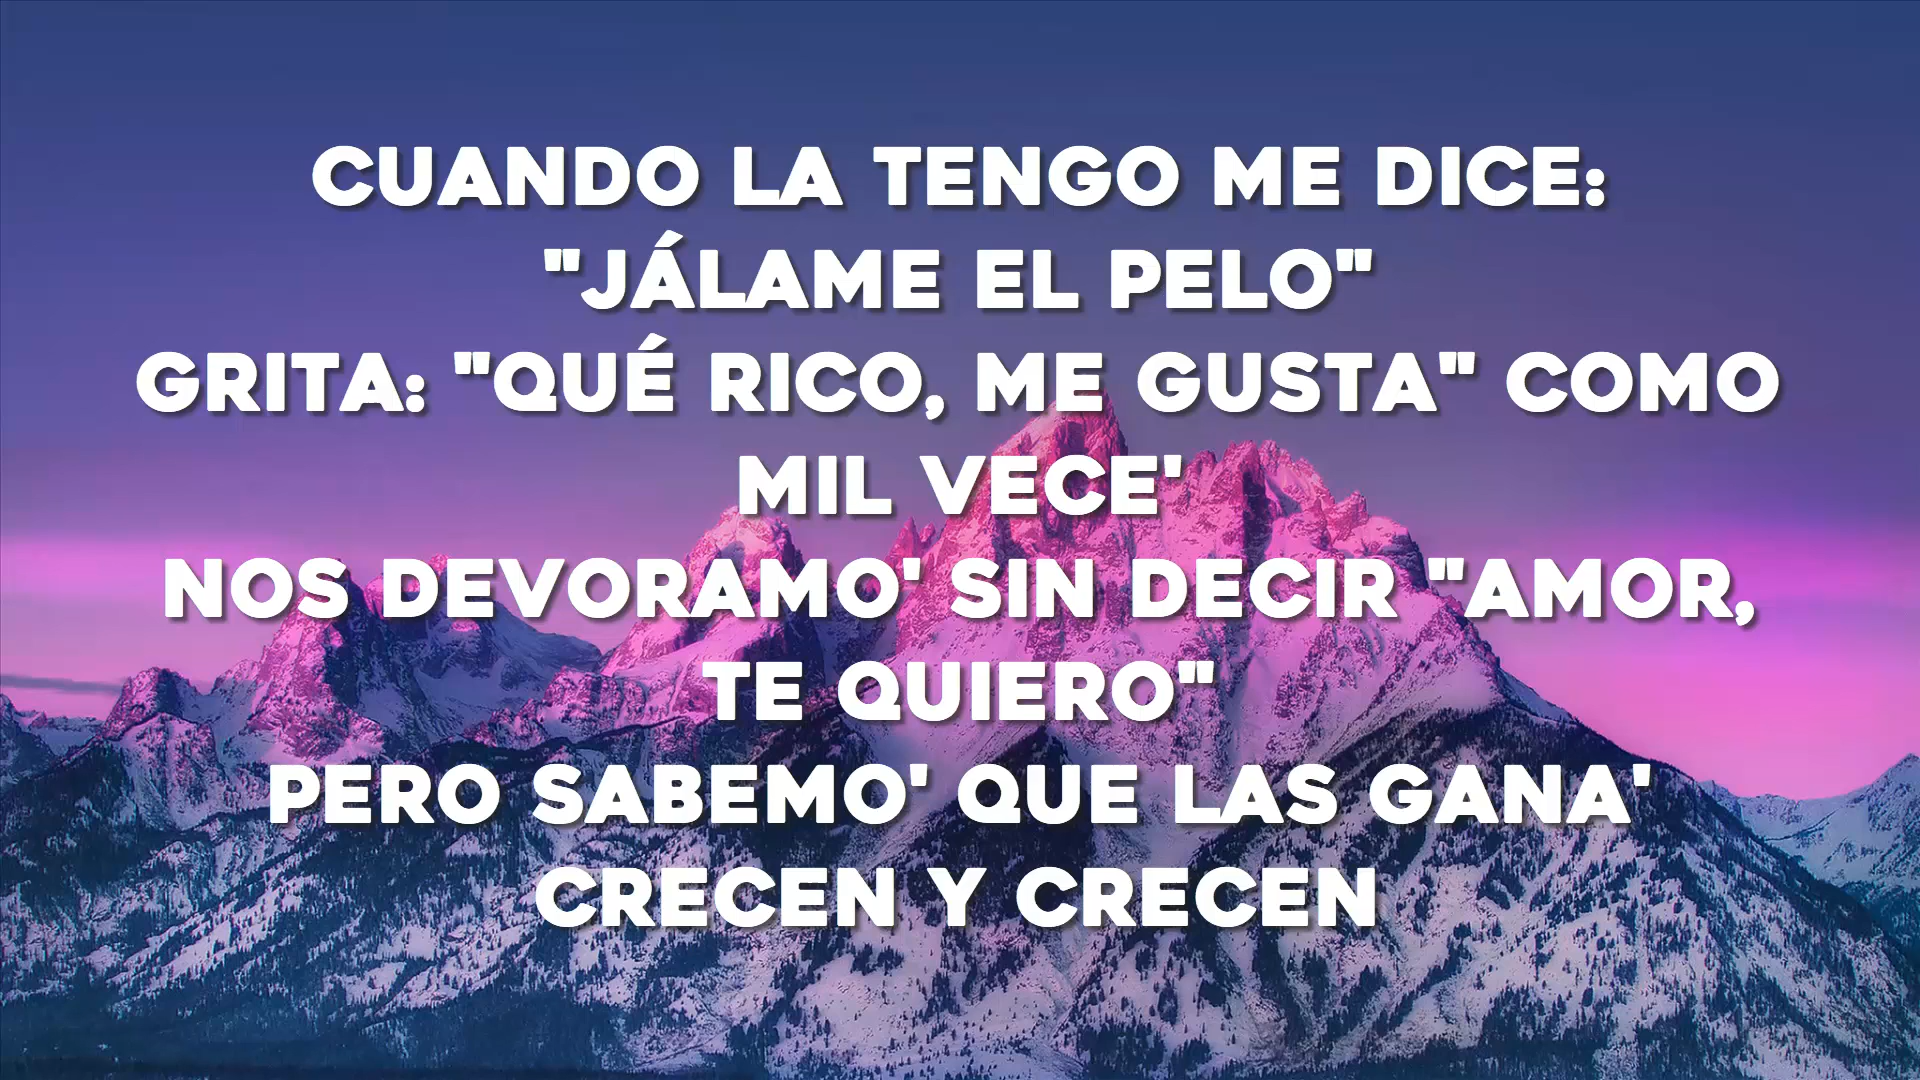 CUANDO LA TENGO ME DICE:
"JÁLAME EL PELO"
GRITA: "QUÉ RICO, ME GUSTA" COMO
MIL VECE'
NOS DEVORAMO' SIN DECIR "AMOR,
TE QUIERO"
PERO SABEMO' QUE LAS GANA'
CRECEN Y CRECEN